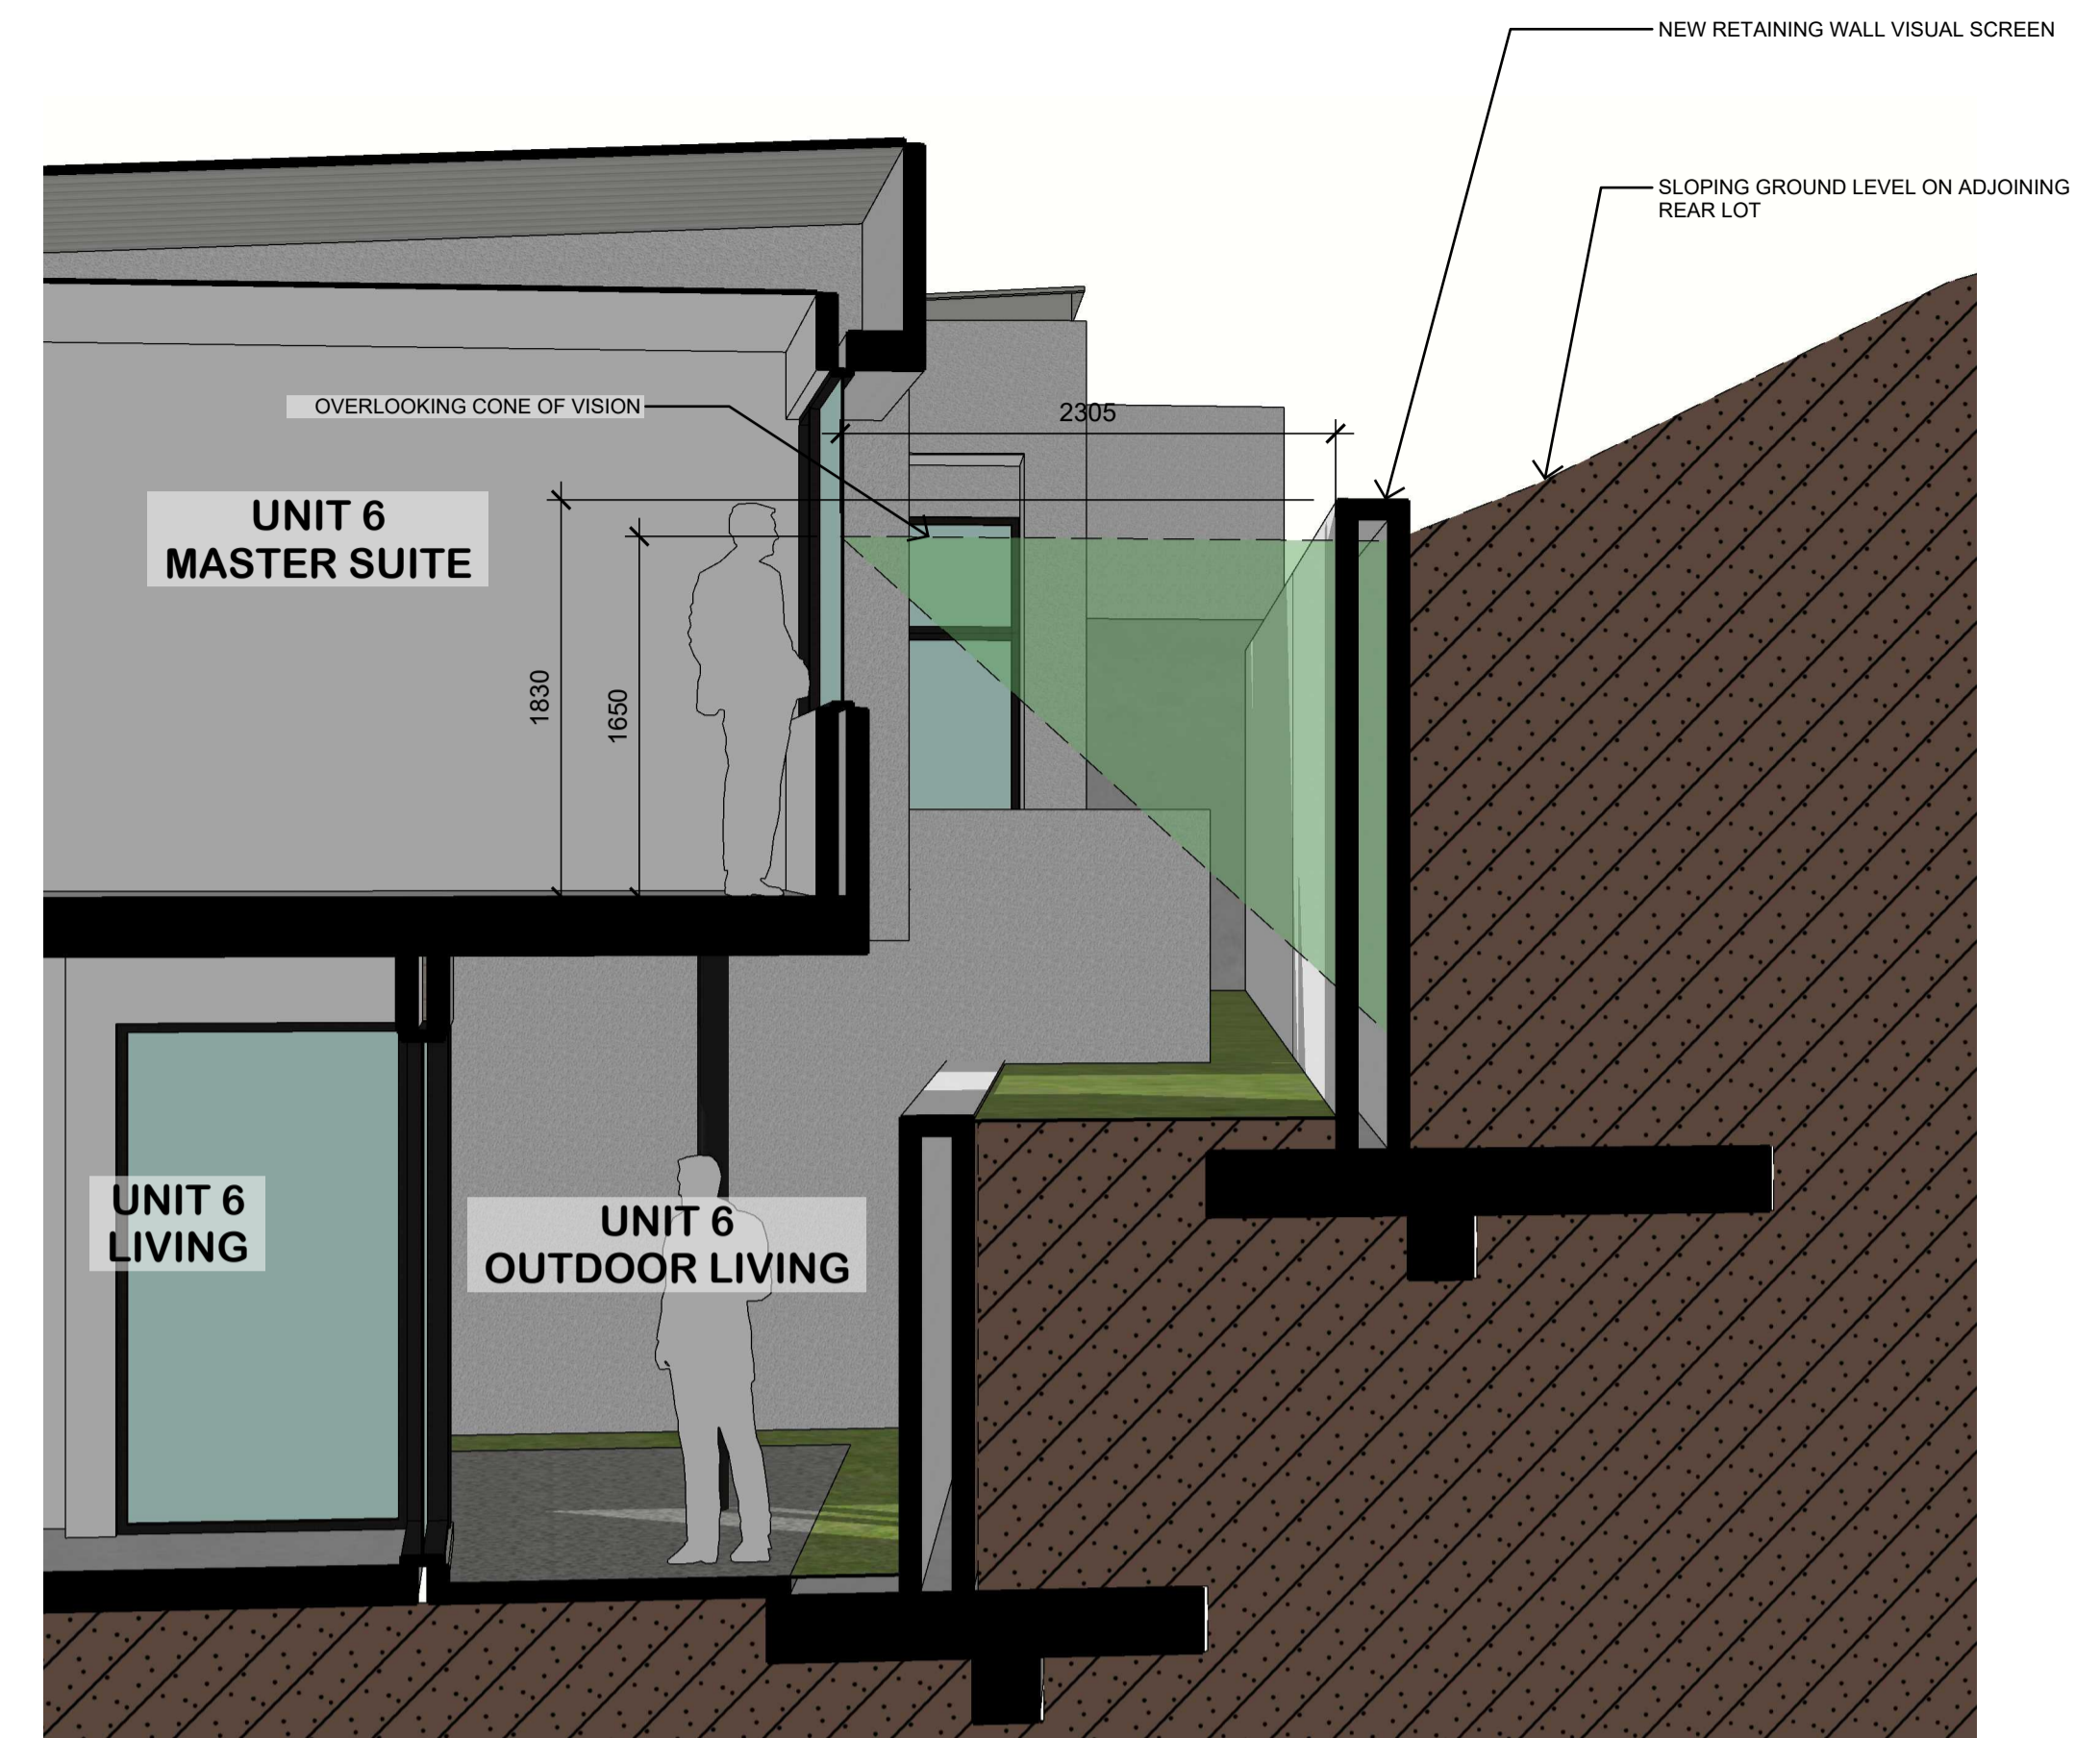 NEW RETAINING WALL VISUAL SCREEN
SLOPING GROUND LEVEL ON ADJOINING
REAR LOT
OVERLOOKING CONE OF VISION
2305
UNIT 6
MASTER SUITE
1830
1650
UNIT 6
LIVING
UNIT 6
OUTDOOR LIVING